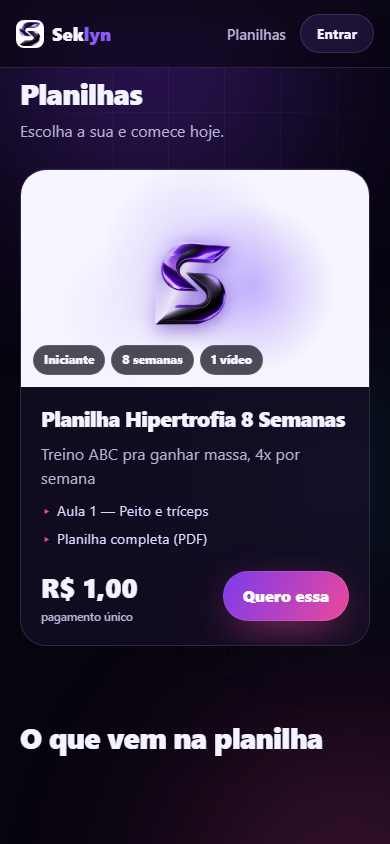 Seklyn
Planilhas
Entrar
Planilhas
Escolha a sua e comece hoje.
Iniciante
8 semanas
1 vídeo
Planilha Hipertrofia 8 Semanas
Treino ABC pra ganhar massa, 4x por
semana
‣ Aula 1 — Peito e tríceps
‣ Planilha completa (PDF)
R$ 1,00
pagamento único
Quero essa
O que vem na planilha